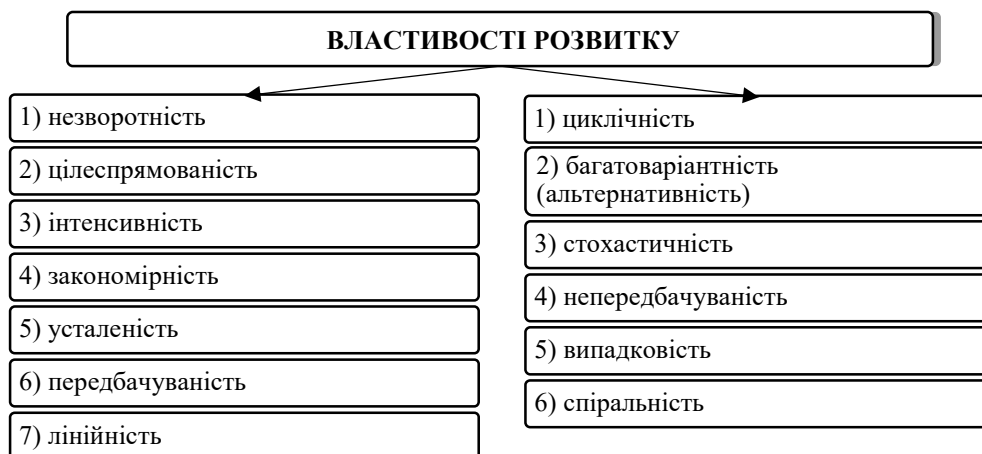 ВЛАСТИВОСТІ РОЗВИТКУ
1) незворотність
2) цілеспрямованість
3) інтенсивність
4) закономірність
5) усталеність
6) передбачуваність
7) лінійність
1) циклічність
2) багатоваріантність
(альтернативність)
3) стохастичність
4) непередбачуваність
5) випадковість
6) спіральність